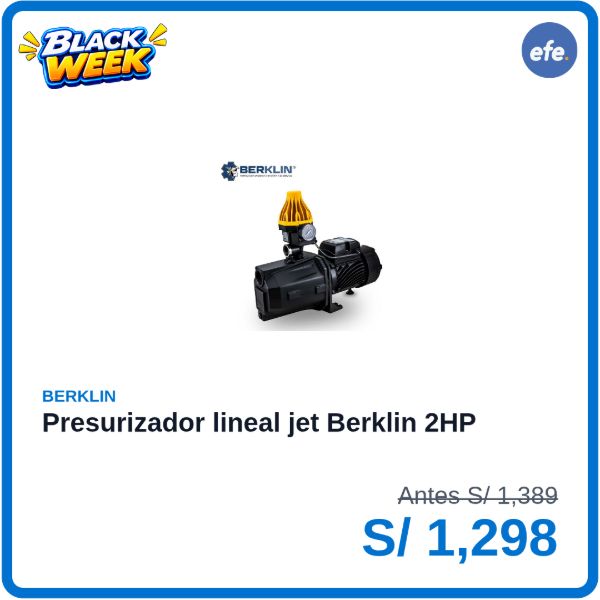 BLACK
WEEK
efe.
BERKLIN®
BERKLIN
Presurizador lineal jet Berklin 2HP
Antes S/ 1,389
S/ 1,298